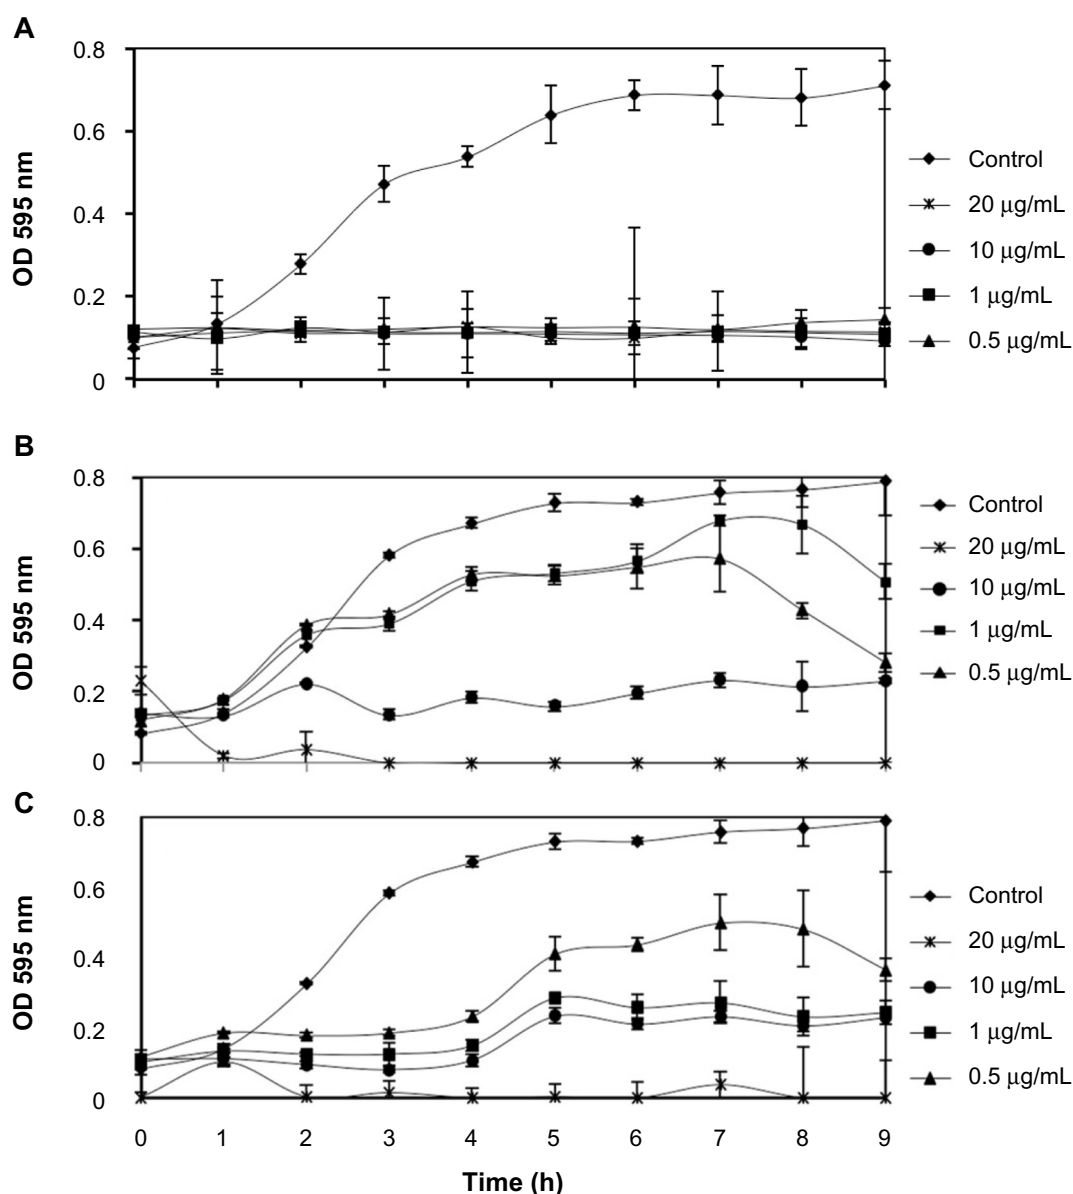 A
0.8
0.6
0.4
0.2
0
OD 595 nm
Control
20 μg/mL
10 μg/mL
1 μg/mL
0.5 μg/mL
B
0.8
0.6
0.4
0.2
0
OD 595 nm
Control
20 μg/mL
10 μg/mL
1 μg/mL
0.5 μg/mL
C
0.8
0.6
0.4
0.2
0
OD 595 nm
Control
20 μg/mL
10 μg/mL
1 μg/mL
0.5 μg/mL
0 1 2 3 4 5 6 7 8 9
Time (h)